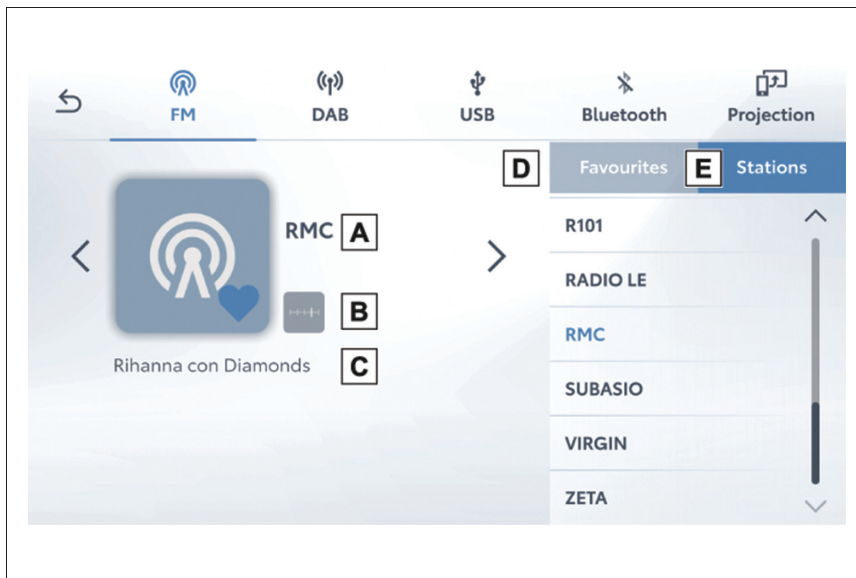 FM DAB USB Bluetooth Projection
D Favourites E Stations
RMC A
B
Rihanna con Diamonds C
R101
RADIO LE
RMC
SUBASIO
VIRGIN
ZETA